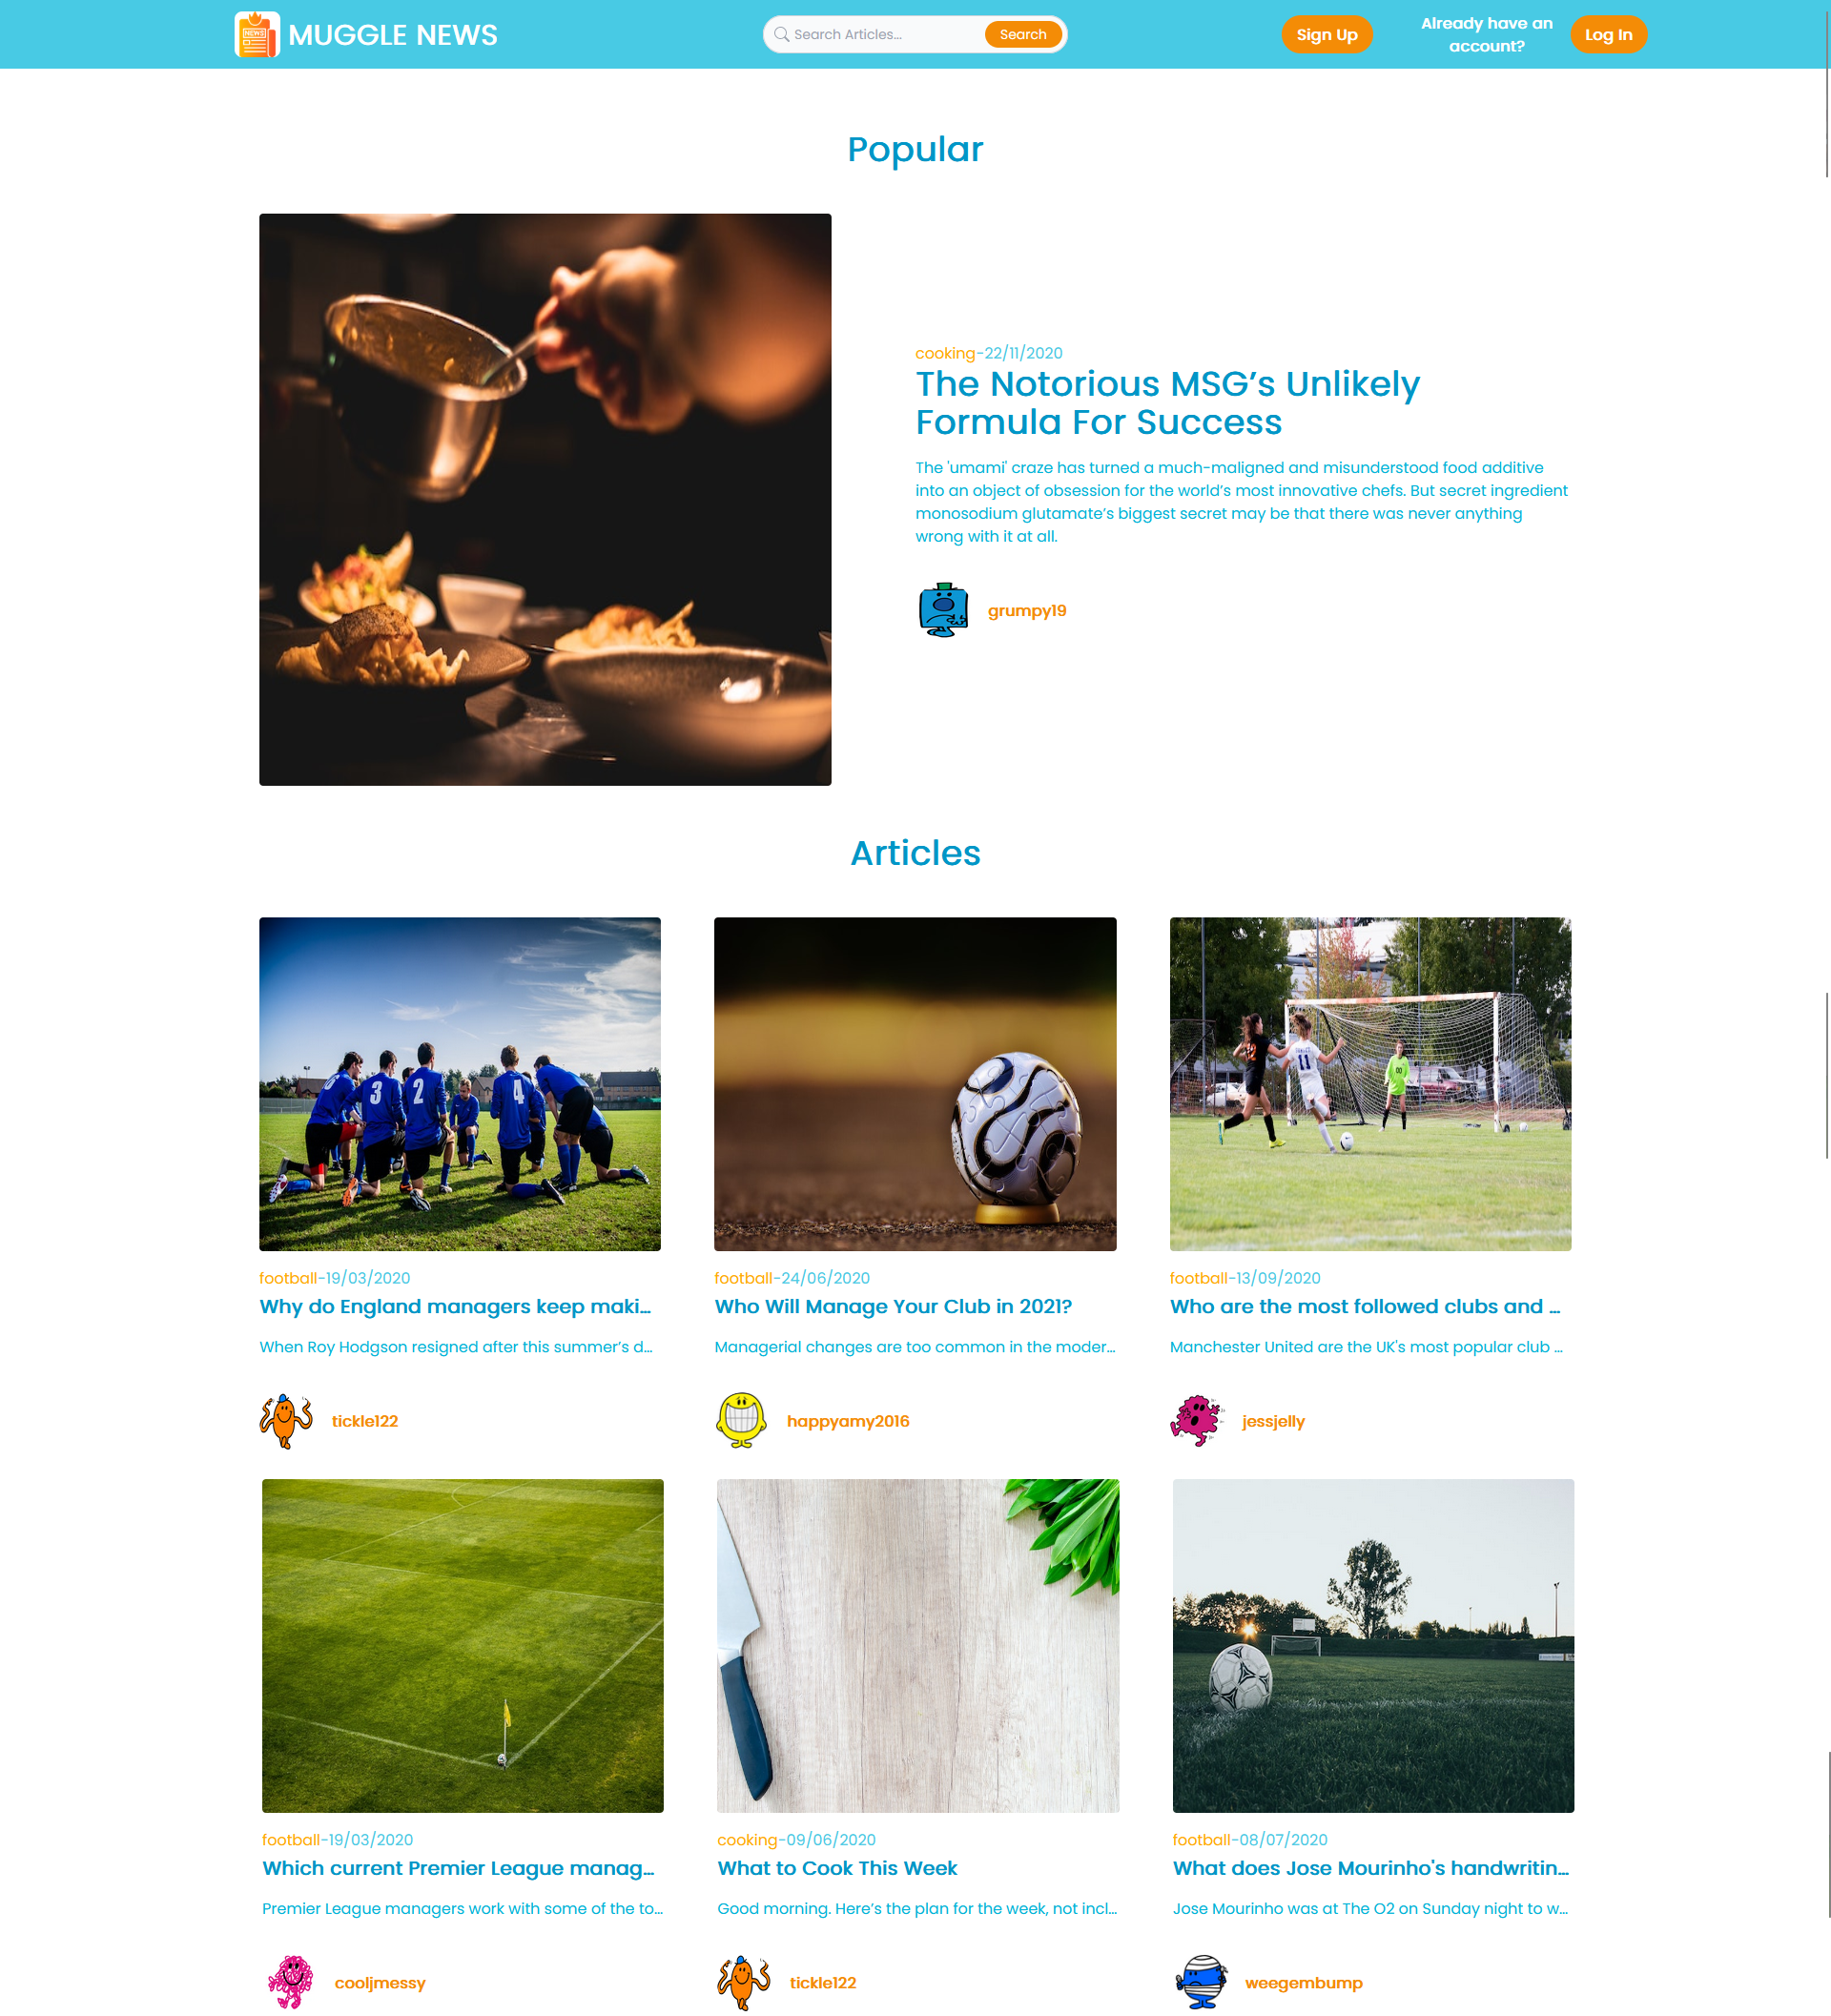 NEWS
MUGGLE NEWS
Search Articles...
Search
Sign Up
Already have an
account?
Log In
Popular
cooking-22/11/2020
The Notorious MSG’s Unlikely
Formula For Success
The 'umami' craze has turned a much-maligned and misunderstood food additive
into an object of obsession for the world’s most innovative chefs. But secret ingredient
monosodium glutamate’s biggest secret may be that there was never anything
wrong with it at all.
grumpy19
Articles
3
2
4
11
00
football-19/03/2020
Why do England managers keep maki...
When Roy Hodgson resigned after this summer’s d...
tickle122
football-24/06/2020
Who Will Manage Your Club in 2021?
Managerial changes are too common in the moder...
happyamy2016
football-13/09/2020
Who are the most followed clubs and ...
Manchester United are the UK's most popular club ...
jessjelly
football-19/03/2020
Which current Premier League manag...
Premier League managers work with some of the to...
cooljmessy
cooking-09/06/2020
What to Cook This Week
Good morning. Here’s the plan for the week, not incl...
tickle122
football-08/07/2020
What does Jose Mourinho's handwritin...
Jose Mourinho was at The O2 on Sunday night to w...
weegembump